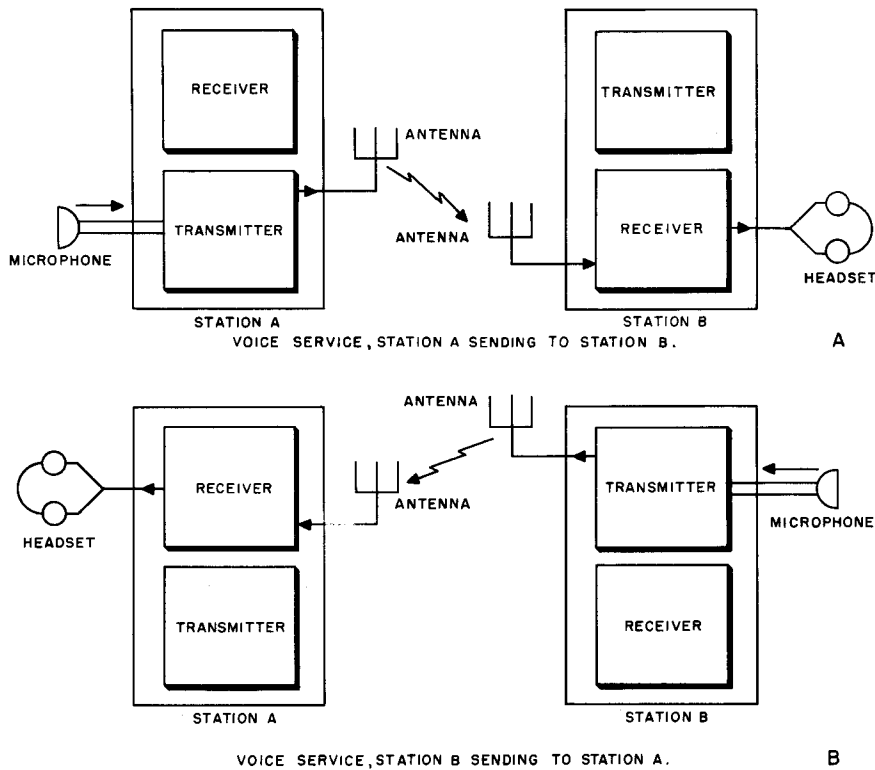 RECEIVER
ANTENNA
TRANSMITTER
TRANSMITTER
ANTENNA
RECEIVER
MICROPHONE
HEADSET
STATION A
STATION B
VOICE SERVICE, STATION A SENDING TO STATION B.
A
ANTENNA
RECEIVER
ANTENNA
TRANSMITTER
HEADSET
MICROPHONE
TRANSMITTER
RECEIVER
STATION A
STATION B
VOICE SERVICE, STATION B SENDING TO STATION A.
B